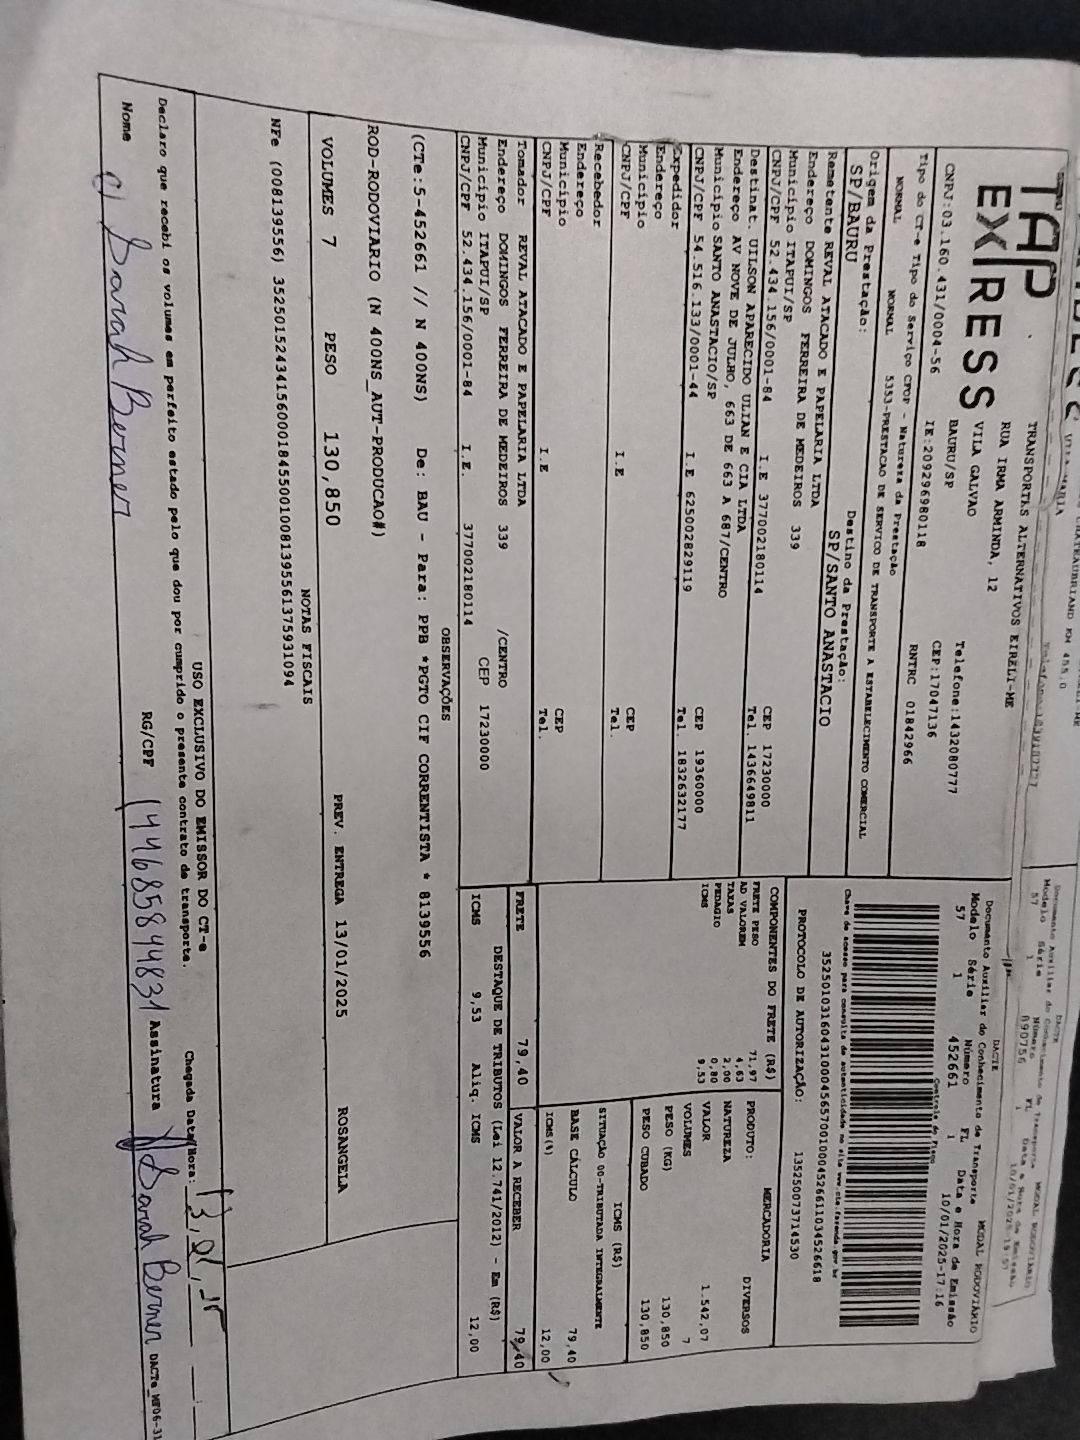 TAP EXPRESS
TRANSPORTES ALTERNATIVOS EIRELI-ME
RUA IRMA ARMINDA, 12
VILA GALVAO
BAURU/SP
Telefone:1432080777
CEP:17047136
CNPJ:03.160.431/0004-56 IE:209296980118 RNTRC 01842966
Tipo do CT-e Tipo do Serviço CFOP - Natureza da Prestação
NORMAL NORMAL 5353-PRESTACAO DE SERVICO DE TRANSPORTE A ESTABELECIMENTO COMERCIAL
Origem da Prestação: Destino da Prestação:
SP/BAURU SP/SANTO ANASTACIO
DACTE
Documento Auxiliar do Conhecimento de Transporte MODAL RODOVIÁRIO
Modelo Série Número FL Data e Hora de Emissão
57 1 452661 1 10/01/2025-17:16
Controle do Fisco
Chave de acesso para consulta de autenticidade no site www.cte.fazenda.gov.br
35250103160431000456570010004526611034526618
PROTOCOLO DE AUTORIZAÇÃO: 135250073714530
Remetente REVAL ATACADO E PAPELARIA LTDA
Endereço DOMINGOS FERREIRA DE MEDEIROS 339
Município ITAPUI/SP CEP 17230000
CNPJ/CPF 52.434.156/0001-84 I.E 377002180114 Tel. 1436649811
Destinat. UILSON APARECIDO ULIAN E CIA LTDA
Endereço AV NOVE DE JULHO, 663 DE 663 A 687/CENTRO
Município SANTO ANASTACIO/SP CEP 19360000
CNPJ/CPF 54.516.133/0001-44 I.E 625002829119 Tel. 1832632177
Expedidor
Endereço
Município CEP
CNPJ/CPF I.E Tel.
Recebedor
Endereço
Município CEP
CNPJ/CPF I.E Tel.
Tomador REVAL ATACADO E PAPELARIA LTDA
Endereço DOMINGOS FERREIRA DE MEDEIROS 339 /CENTRO
Município ITAPUI/SP CEP 17230000
CNPJ/CPF 52.434.156/0001-84 I.E. 377002180114
COMPONENTES DO FRETE (R$)
FRETE PESO 71,97
AD VALOREM 4,63
TAXAS 2,00
PEDAGIO 0,80
ICMS 9,53
MERCADORIA
PRODUTO: DIVERSOS
NATUREZA
VALOR 1.542,07
VOLUMES 7
PESO (KG) 130,850
PESO CUBADO 130,850
ICMS (R$)
SITUAÇÃO 00-TRIBUTADA INTEGRALMENTE
BASE CÁLCULO 79,40
ICMS(%) 12,00
FRETE 79,40 VALOR A RECEBER 79,40
DESTAQUE DE TRIBUTOS (Lei 12.741/2012) - Em (R$)
ICMS 9,53 Aliq. ICMS 12,00
OBSERVAÇÕES
(CTe:5-452661 // N 400NS) De: BAU - Para: PPB *PGTO CIF CORRENTISTA * 8139556
ROD-RODOVIARIO (N 400NS_AUT-PRODUCAO#)
VOLUMES 7 PESO 130,850 PREV. ENTREGA 13/01/2025 ROSANGELA
NOTAS FISCAIS
NFe (008139556) 35250152434156000184550010081395561375931094
USO EXCLUSIVO DO EMISSOR DO CT-e
Declaro que recebi os volumes em perfeito estado pelo que dou por cumprido o presente contrato de transporte. Chegada Data/Hora:
Nome Sarah Berner RG/CPF 14468584831 Assinatura Sarah Berner DACTe_MF06-31